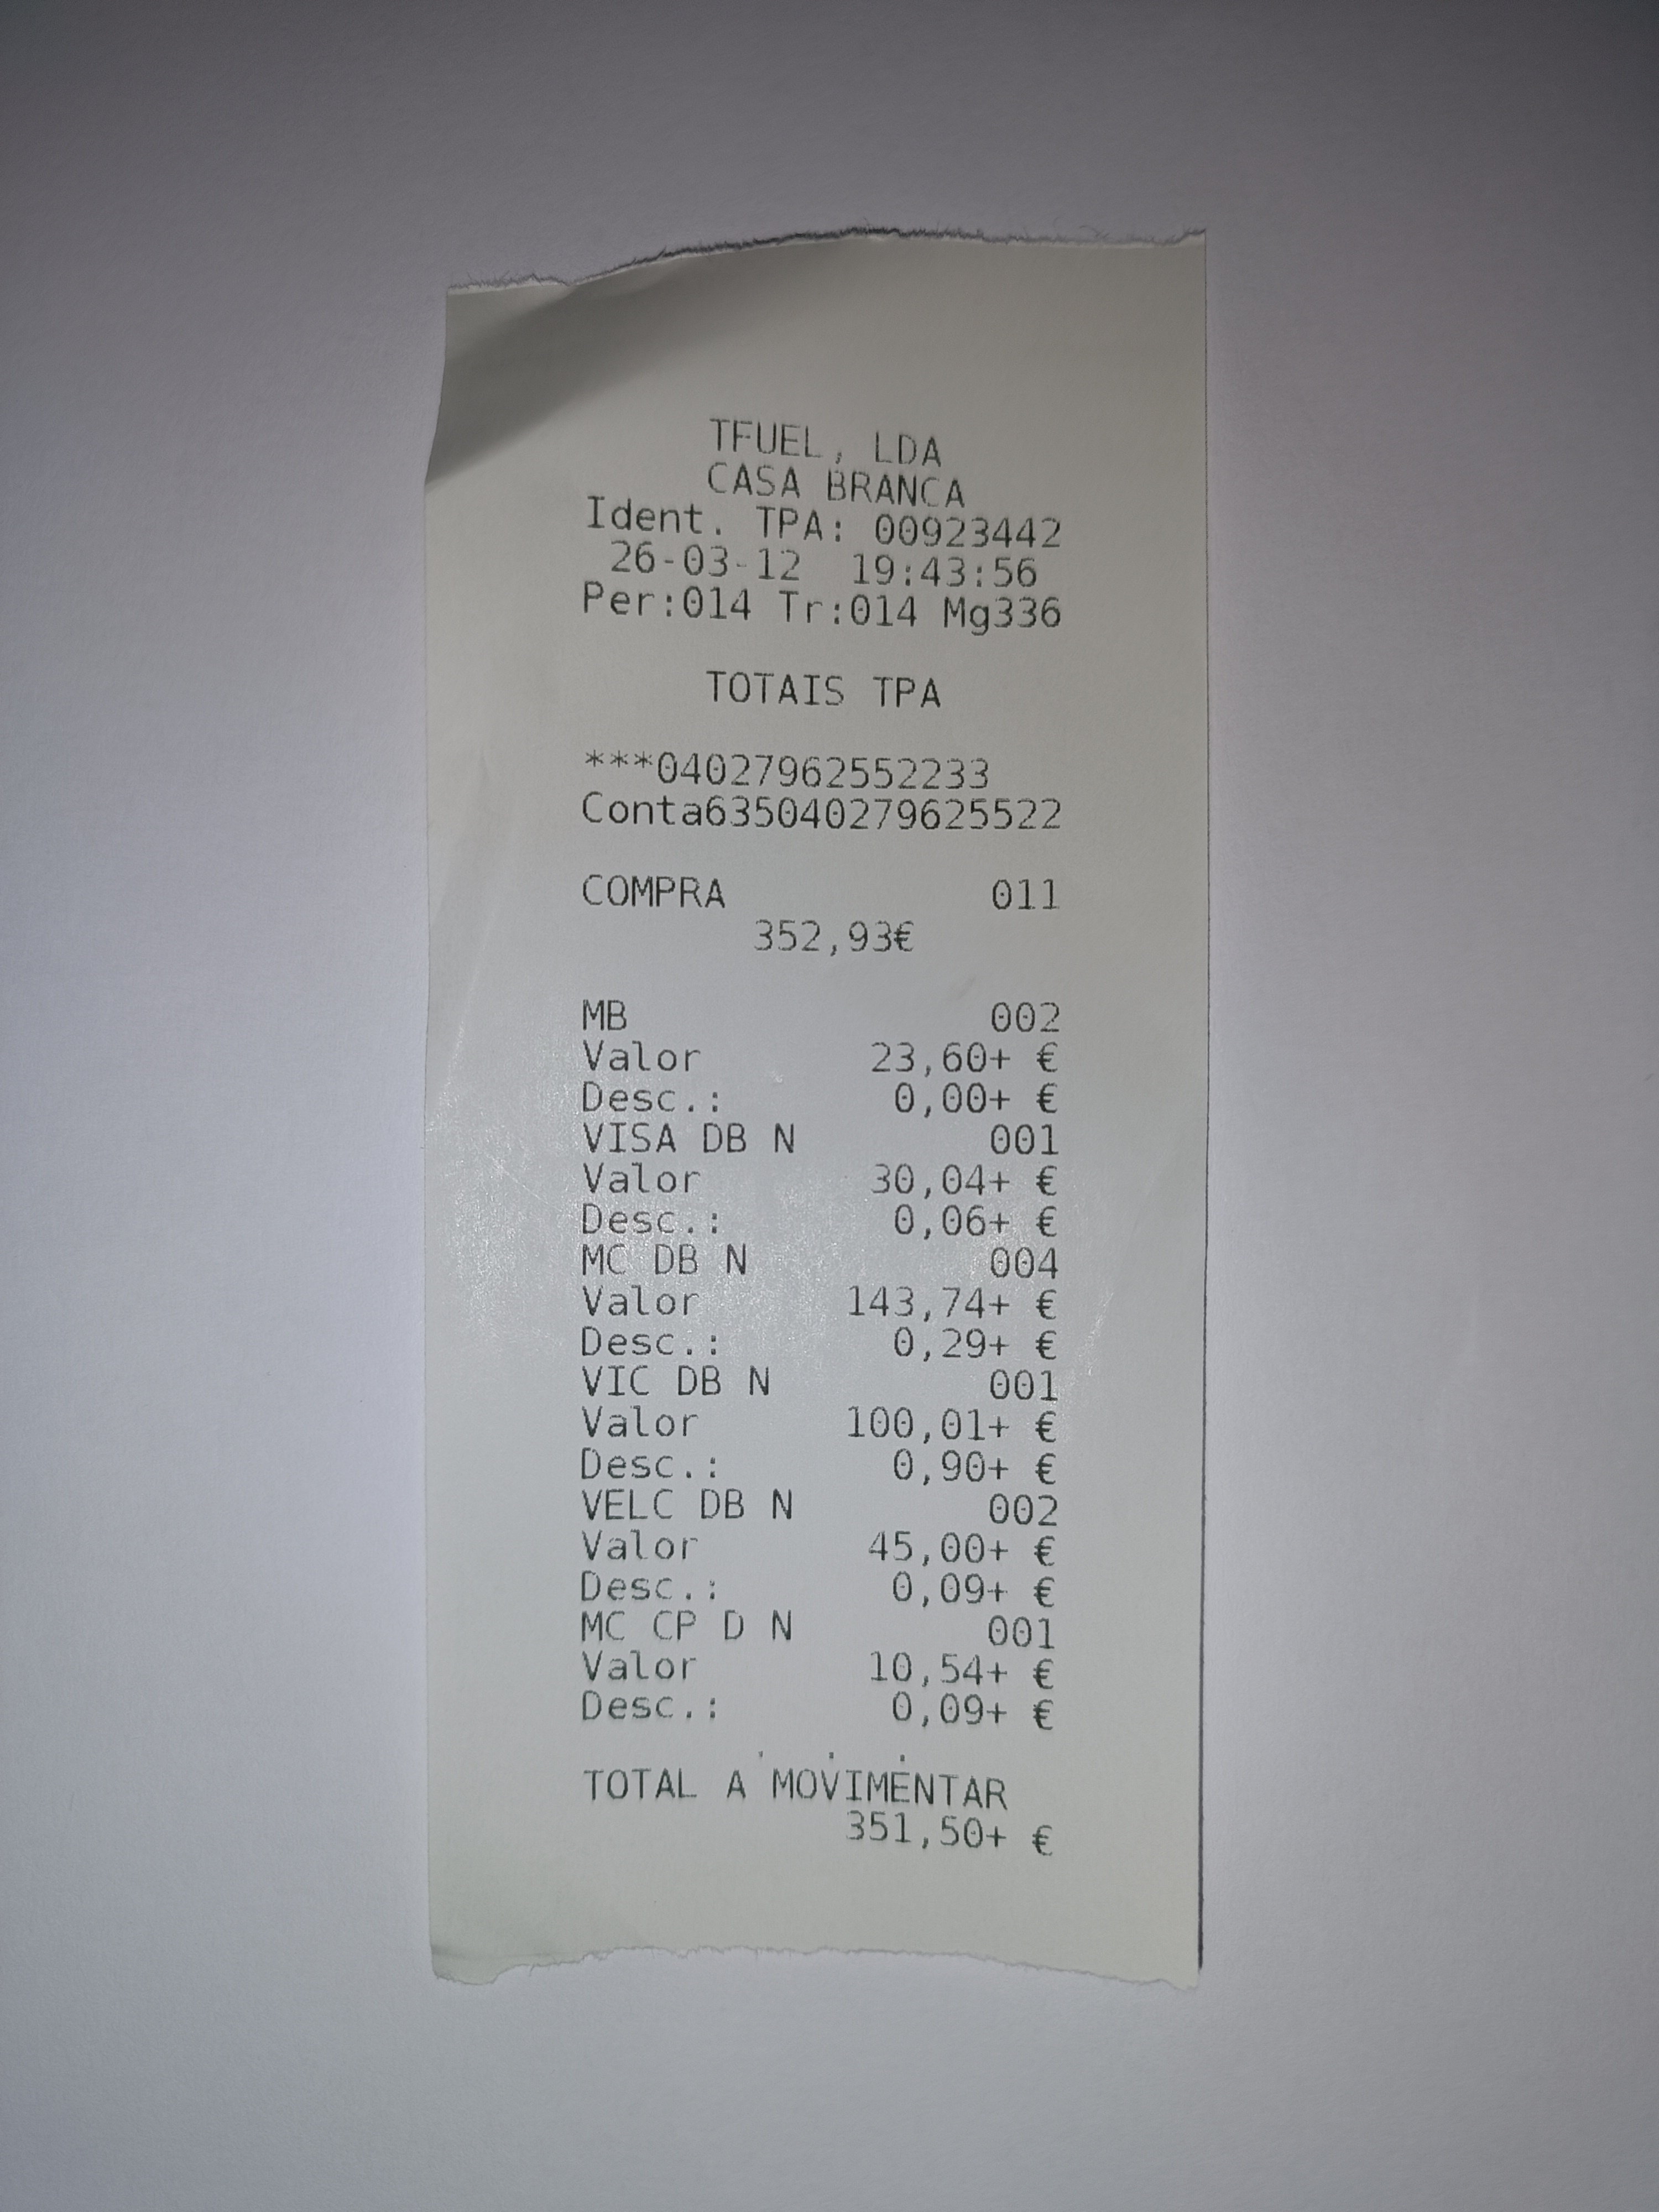 TFUEL, LDA
CASA BRANCA
Ident. TPA: 00923442
26-03-12 19:43:56
Per:014 Tr:014 Mg336
TOTAIS TPA
***04027962552233
Conta635040279625522
COMPRA 011
352,93€
MB 002
Valor 23,60+ €
Desc.: 0,00+ €
VISA DB N 001
Valor 30,04+ €
Desc.: 0,06+ €
MC DB N 004
Valor 143,74+ €
Desc.: 0,29+ €
VIC DB N 001
Valor 100,01+ €
Desc.: 0,90+ €
VELC DB N 002
Valor 45,00+ €
Desc.: 0,09+ €
MC CP D N 001
Valor 10,54+ €
Desc.: 0,09+ €
TOTAL A MOVIMENTAR
351,50+ €